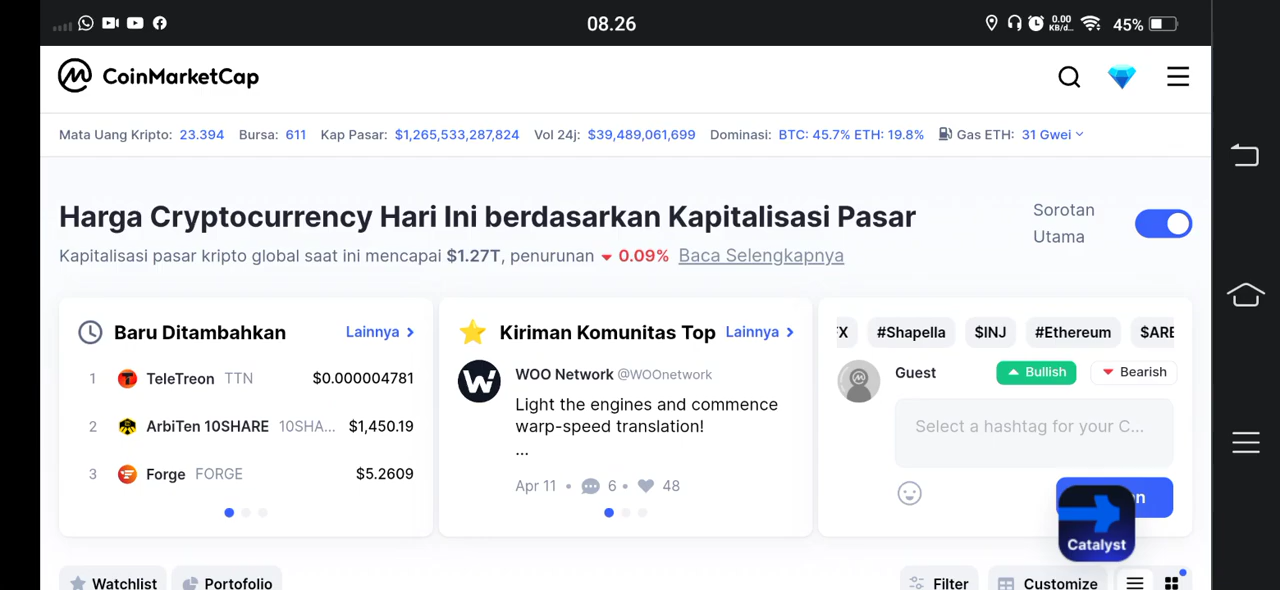 08.26
0.00
KB/d...
45%
CoinMarketCap
Mata Uang Kripto: 23.394 Bursa: 611 Kap Pasar: $1,265,533,287,824 Vol 24j: $39,489,061,699 Dominasi: BTC: 45.7% ETH: 19.8% Gas ETH: 31 Gwei
Harga Cryptocurrency Hari Ini berdasarkan Kapitalisasi Pasar
Kapitalisasi pasar kripto global saat ini mencapai $1.27T, penurunan 0.09% Baca Selengkapnya
Sorotan
Utama
Baru Ditambahkan Lainnya
1 TeleTreon TTN $0.000004781
2 ArbiTen 10SHARE 10SHA... $1,450.19
3 Forge FORGE $5.2609
Kiriman Komunitas Top Lainnya
WOO Network @WOOnetwork
Light the engines and commence
warp-speed translation!
...
Apr 11 • 6 • 48
#Shapella $INJ #Ethereum $ARB
Guest Bullish Bearish
Select a hashtag for your C...
Catalyst
Watchlist Portofolio Filter Customize